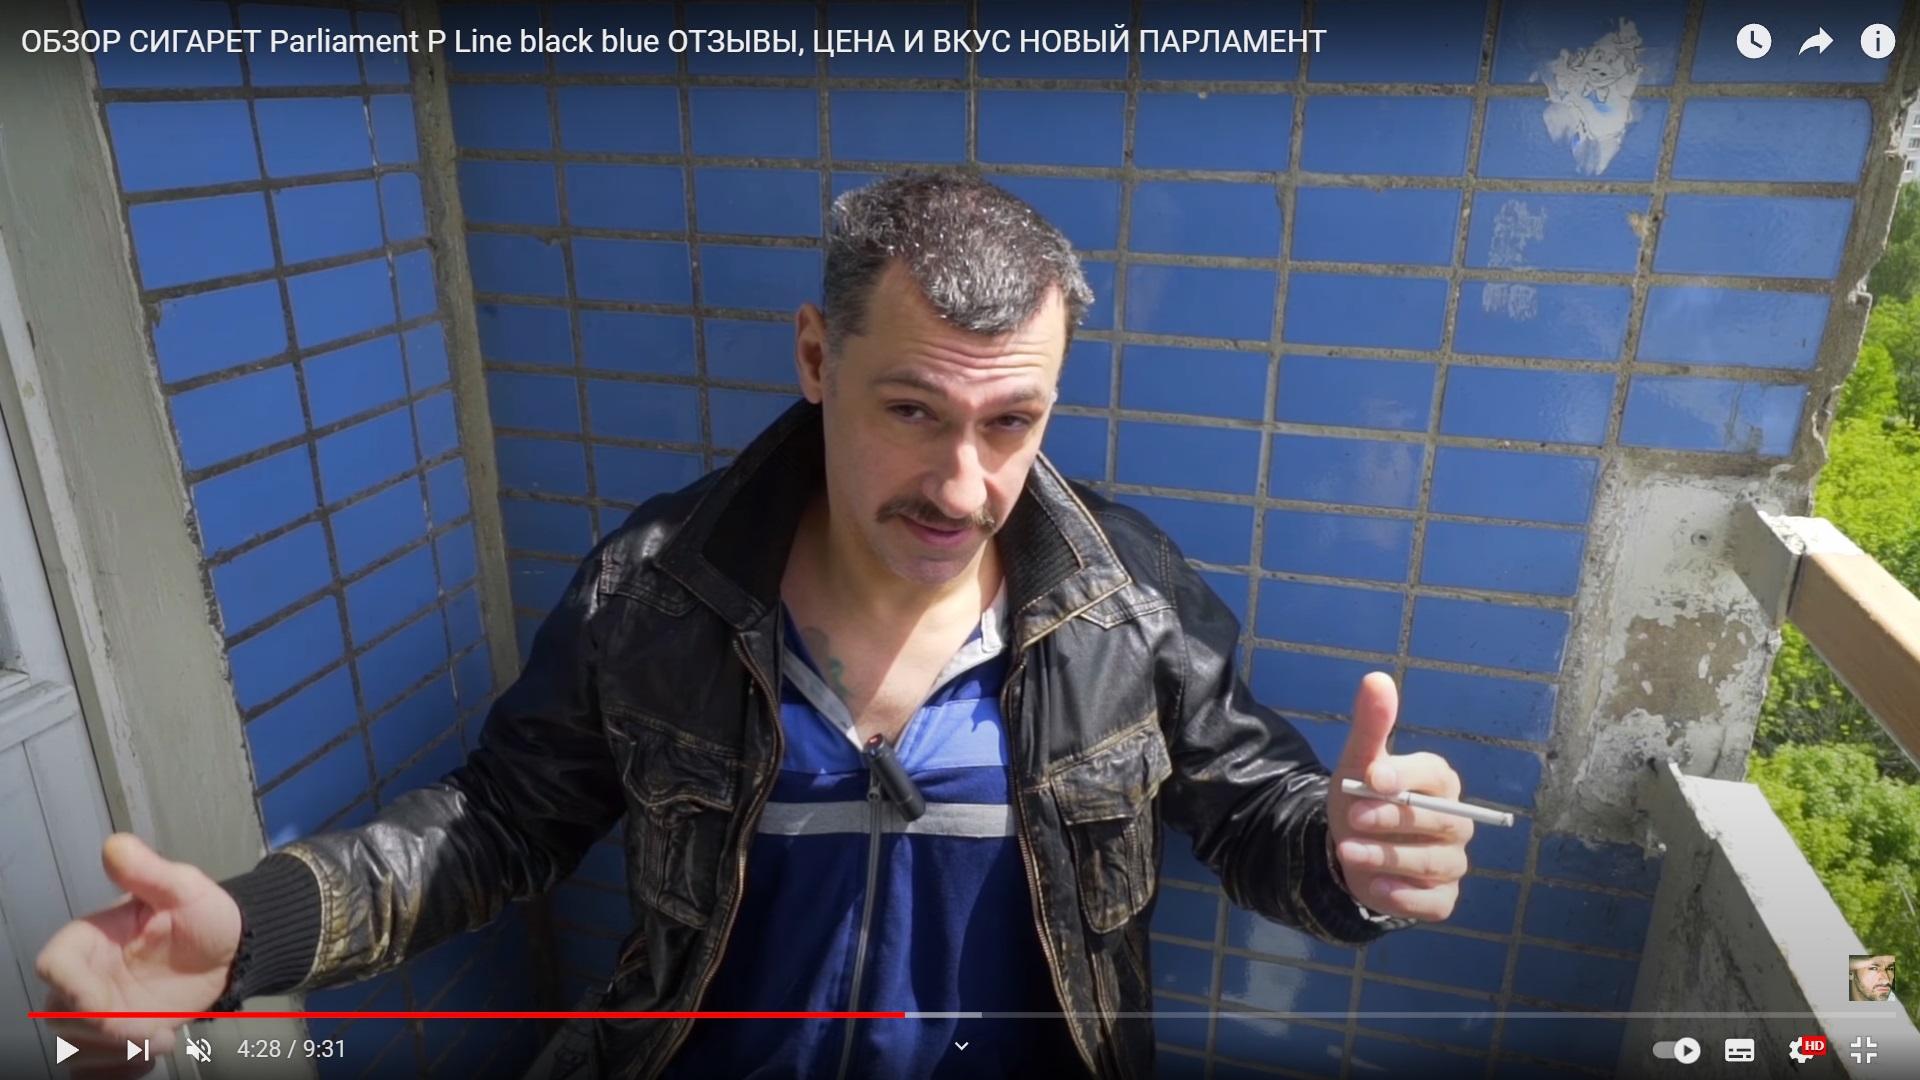 ОБЗОР СИГАРЕТ Parliament P Line black blue ОТЗЫВЫ, ЦЕНА И ВКУС НОВЫЙ ПАРЛАМЕНТ
4:28 / 9:31
HD